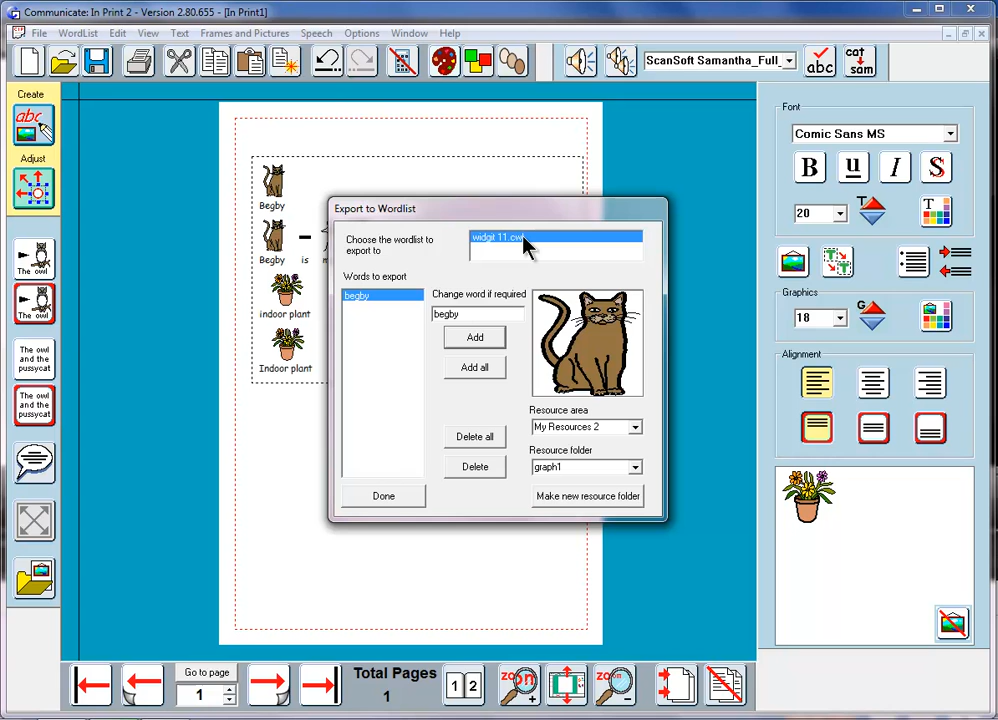 Communicate: In Print 2 - Version 2.80.655 - [In Print1]
File WordList Edit View Text Frames and Pictures Speech Options Window Help
ScanSoft Samantha_Full_
abc
cat
sam
Create
abc
Adjust
The owl
The owl
The owl
and the
pussycat
The owl
and the
pussycat
Begby
Begby is
indoor plant
Indoor plant
Export to Wordlist
Choose the wordlist to
export to
widgit 11.cwl
Words to export
begby
Change word if required
begby
Add
Add all
Delete all
Delete
Done
Resource area
My Resources 2
Resource folder
graph1
Make new resource folder
Font
Comic Sans MS
B U I S
20
T
T
Graphics
18
G
Alignment
Go to page
1
Total Pages
1
1 2
zoom
+
zoom
-